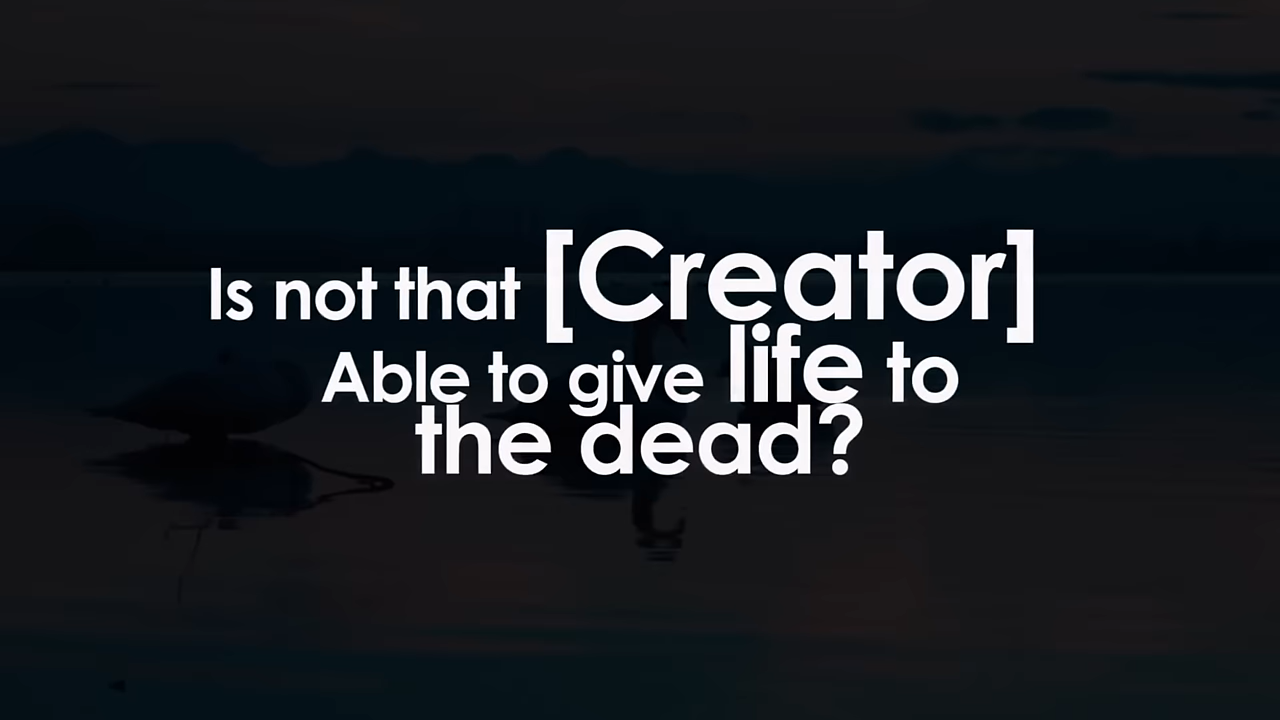 Is not that [Creator]
Able to give life to
the dead?